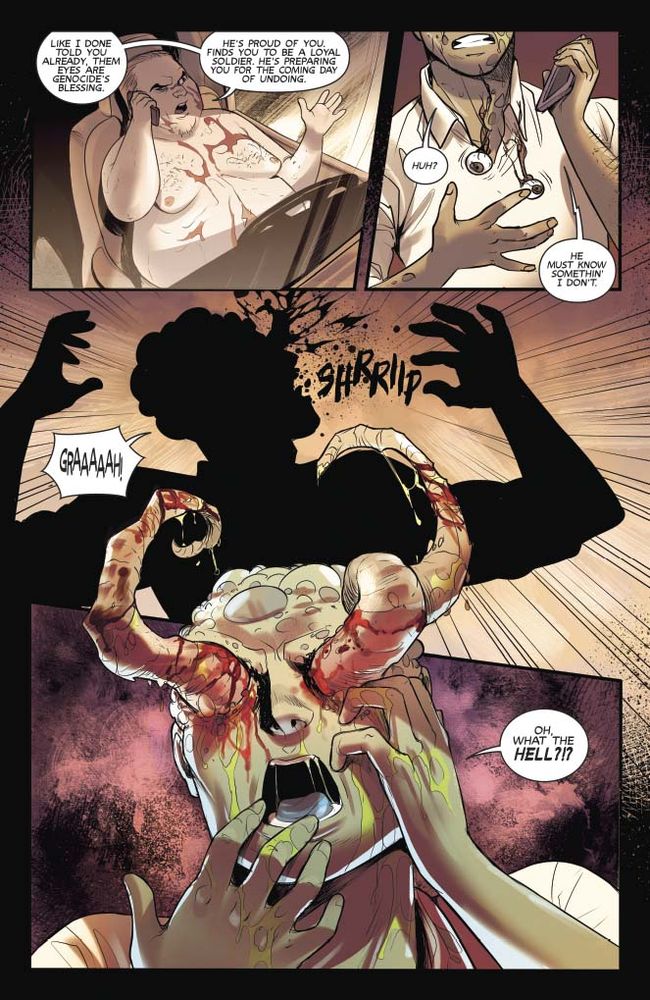 LIKE I DONE
TOLD YOU
ALREADY, THEM
EYES ARE
GENOCIDE'S
BLESSING.
HE'S PROUD OF YOU.
FINDS YOU TO BE A LOYAL
SOLDIER. HE'S PREPARING
YOU FOR THE COMING DAY
OF UNDOING.
HUH?
HE
MUST KNOW
SOMETHIN'
I DON'T.
SHRRIIP
GRAAAAAH!
OH,
WHAT THE
HELL?!?